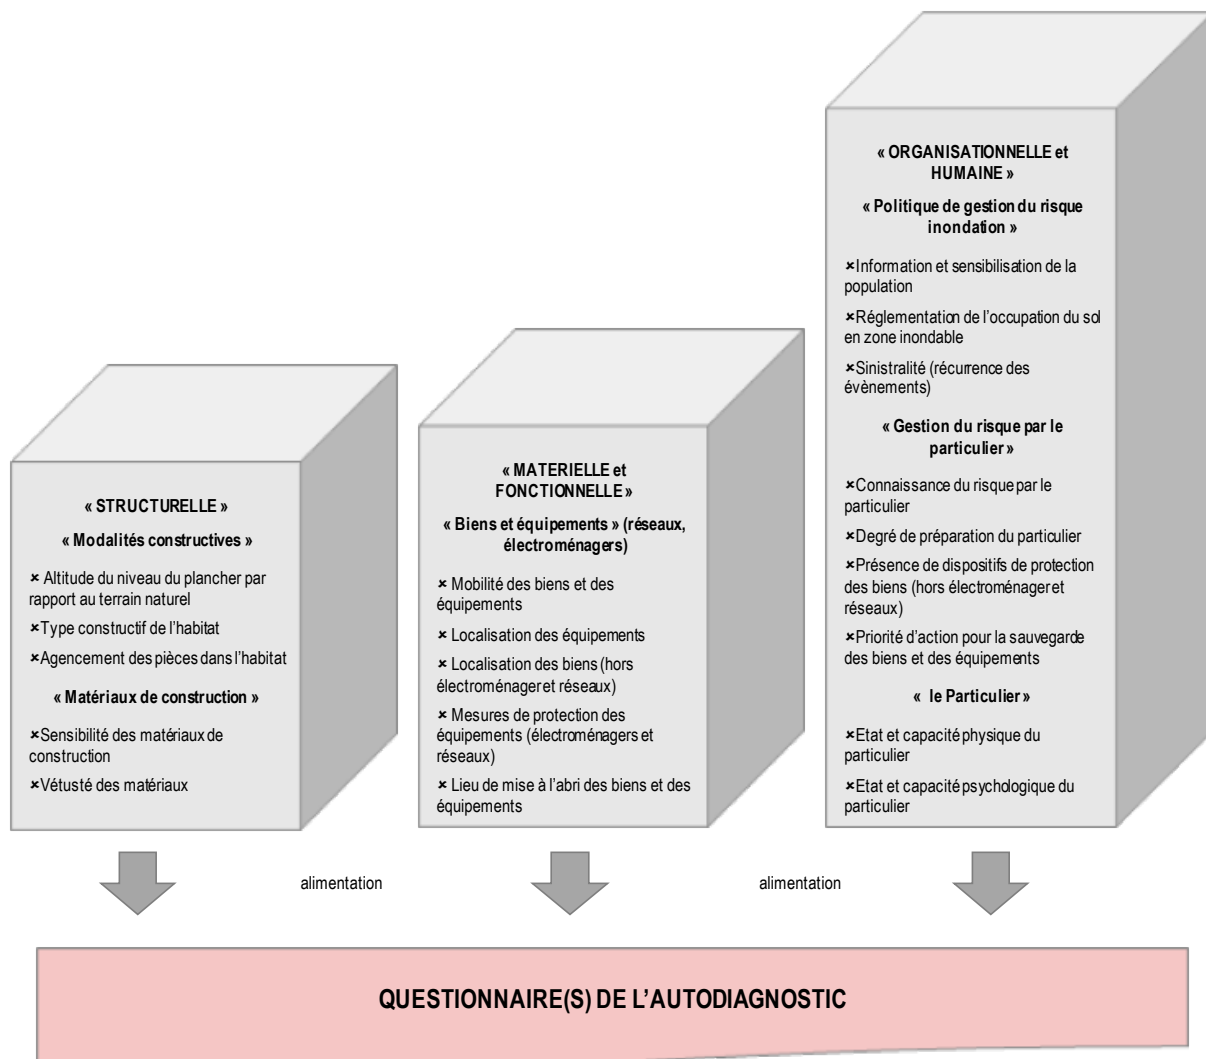 « STRUCTURELLE »
« Modalités constructives »
× Altitude du niveau du plancher par
rapport au terrain naturel
×Type constructif de l'habitat
×Agencement des pièces dans l'habitat
« Matériaux de construction »
×Sensibilité des matériaux de
construction
×Vétusté des matériaux
« MATERIELLE et
FONCTIONNELLE »
« Biens et équipements » (réseaux,
électroménagers)
× Mobilité des biens et des
équipements
× Localisation des équipements
× Localisation des biens (hors
électroménager et réseaux)
× Mesures de protection des
équipements (électroménagers et
réseaux)
× Lieu de mise à l'abri des biens et des
équipements
« ORGANISATIONNELLE et
HUMAINE »
« Politique de gestion du risque
inondation »
×Information et sensibilisation de la
population
×Réglementation de l'occupation du sol
en zone inondable
×Sinistralité (récurrence des
évènements)
« Gestion du risque par le
particulier »
×Connaissance du risque par le
particulier
×Degré de préparation du particulier
×Présence de dispositifs de protection
des biens (hors électroménager et
réseaux)
×Priorité d'action pour la sauvegarde
des biens et des équipements
« le Particulier »
×Etat et capacité physique du
particulier
×Etat et capacité psychologique du
particulier
alimentation
alimentation
QUESTIONNAIRE(S) DE L'AUTODIAGNOSTIC